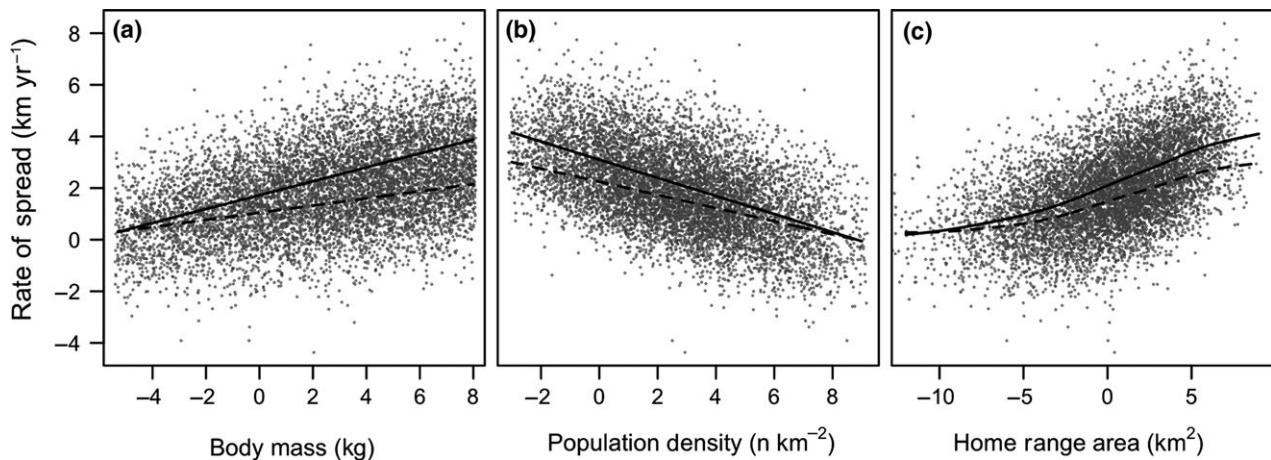 (a) (b) (c)
Rate of spread (km yr⁻¹)
8
6
4
2
0
−2
−4
−4 −2 0 2 4 6 8
−2 0 2 4 6 8
−10 −5 0 5
Body mass (kg)
Population density (n km⁻²)
Home range area (km²)